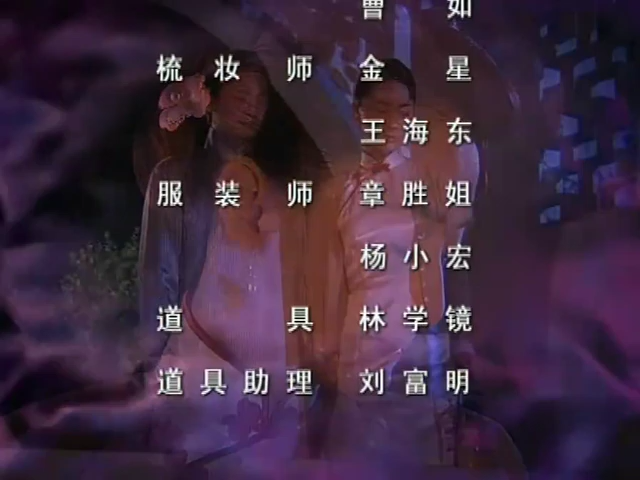 曹 如
梳 妆 师 金 星
王 海 东
服 装 师 章 胜 姐
杨 小 宏
道 具 林 学 镜
道 具 助 理 刘 富 明